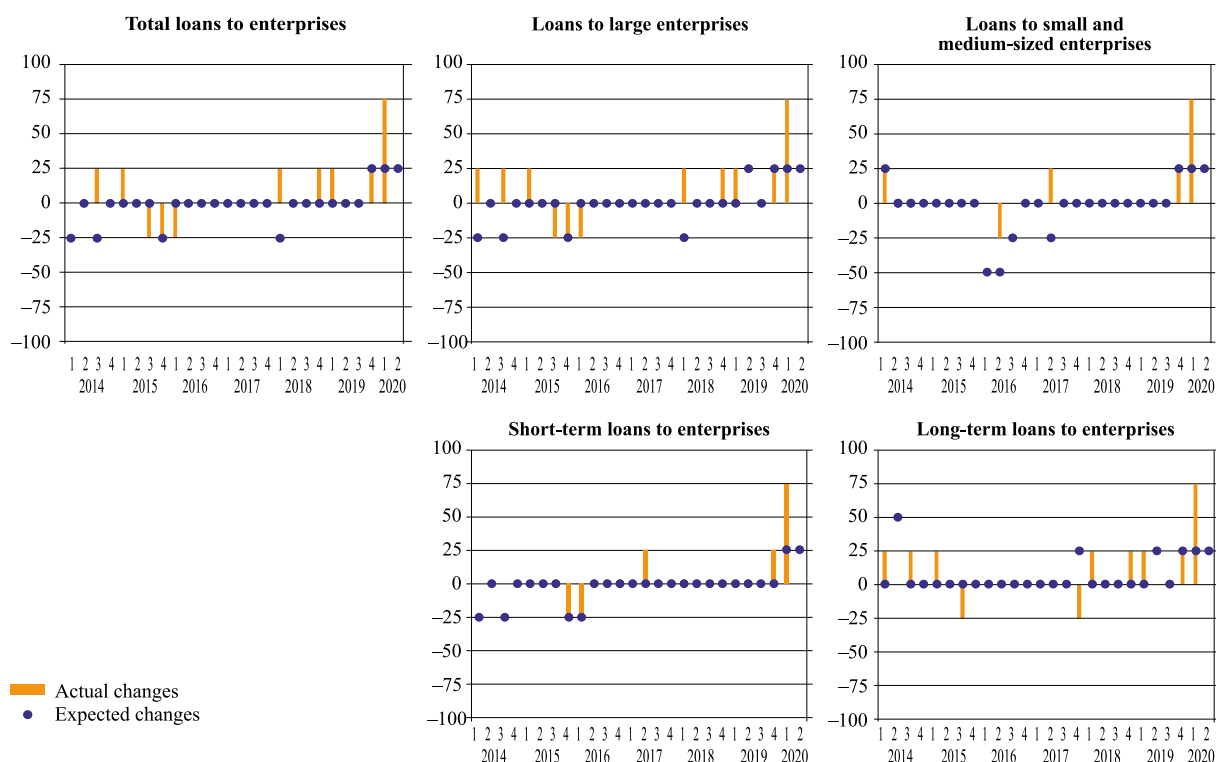 Total loans to enterprises
100
75
50
25
0
–25
–50
–75
–100
1 2 3 4 1 2 3 4 1 2 3 4 1 2 3 4 1 2 3 4 1 2 3 4 1 2
2014 2015 2016 2017 2018 2019 2020
Loans to large enterprises
100
75
50
25
0
–25
–50
–75
–100
1 2 3 4 1 2 3 4 1 2 3 4 1 2 3 4 1 2 3 4 1 2 3 4 1 2
2014 2015 2016 2017 2018 2019 2020
Loans to small and
medium-sized enterprises
100
75
50
25
0
–25
–50
–75
–100
1 2 3 4 1 2 3 4 1 2 3 4 1 2 3 4 1 2 3 4 1 2 3 4 1 2
2014 2015 2016 2017 2018 2019 2020
Short-term loans to enterprises
100
75
50
25
0
–25
–50
–75
–100
1 2 3 4 1 2 3 4 1 2 3 4 1 2 3 4 1 2 3 4 1 2 3 4 1 2
2014 2015 2016 2017 2018 2019 2020
Long-term loans to enterprises
100
75
50
25
0
–25
–50
–75
–100
1 2 3 4 1 2 3 4 1 2 3 4 1 2 3 4 1 2 3 4 1 2 3 4 1 2
2014 2015 2016 2017 2018 2019 2020
Actual changes
Expected changes